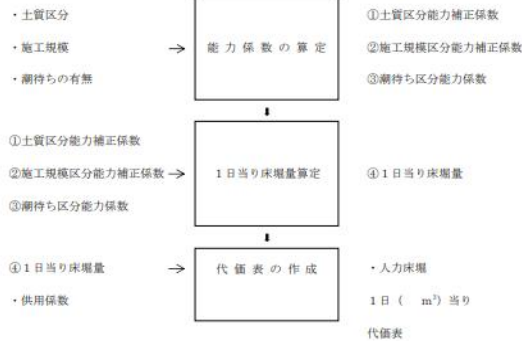 ・土質区分
・施工規模
・潮待ちの有無
→
能力係数の算定
①土質区分能力補正係数
②施工規模区分能力補正係数
③潮待ち区分能力係数
⬇
①土質区分能力補正係数
②施工規模区分能力補正係数
③潮待ち区分能力係数
→
1日当り床堀量算定
④1日当り床堀量
⬇
④1日当り床堀量
・供用係数
→
代価表の作成
・人力床堀
1日（ m³）当り
代価表